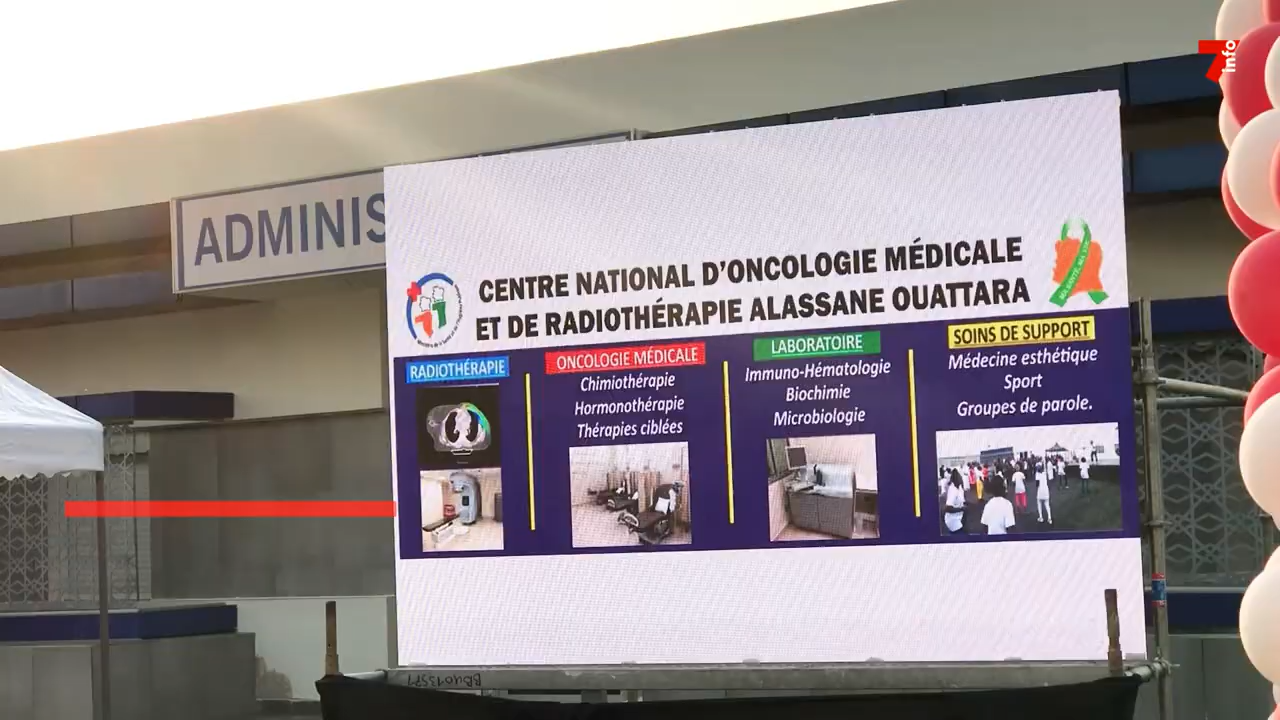 7
info
ADMINIS
CENTRE NATIONAL D'ONCOLOGIE MÉDICALE
ET DE RADIOTHÉRAPIE ALASSANE OUATTARA
RADIOTHÉRAPIE
ONCOLOGIE MÉDICALE
Chimiothérapie
Hormonothérapie
Thérapies ciblées
LABORATOIRE
Immuno-Hématologie
Biochimie
Microbiologie
SOINS DE SUPPORT
Médecine esthétique
Sport
Groupes de parole.